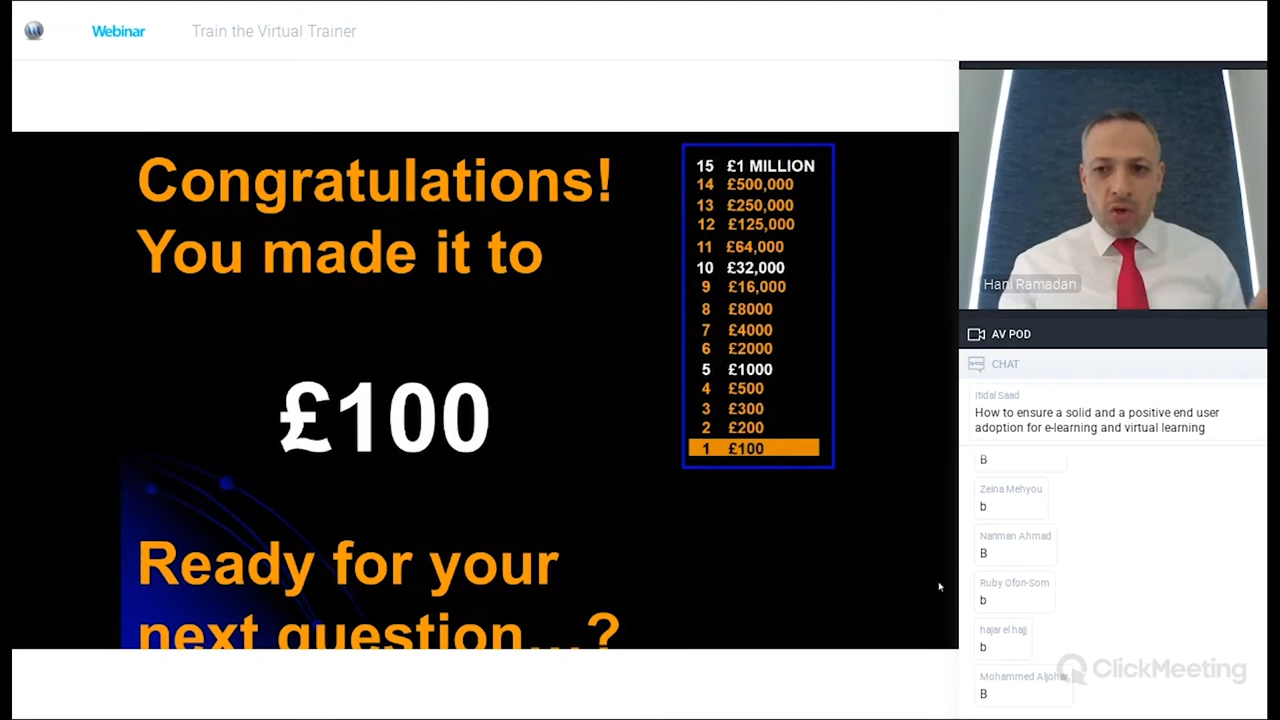 Webinar
Train the Virtual Trainer
Congratulations!
You made it to
£100
Ready for your
next question...?
15 £1 MILLION
14 £500,000
13 £250,000
12 £125,000
11 £64,000
10 £32,000
9 £16,000
8 £8000
7 £4000
6 £2000
5 £1000
4 £500
3 £300
2 £200
1 £100
Hani Ramadan
AV POD
CHAT
Itidal Saad
How to ensure a solid and a positive end user
adoption for e-learning and virtual learning
B
Zeina Mehyou
b
Nariman Ahmad
B
Ruby Ofori-Som
b
hajar el hajj
b
Mohammed Aljohar
B
ClickMeeting